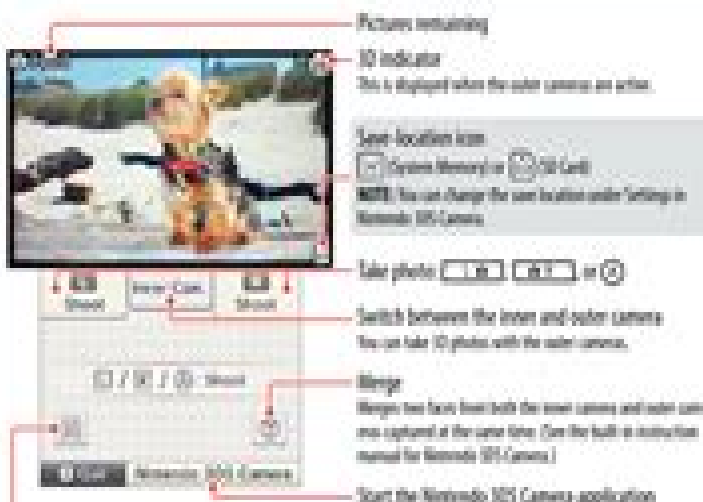 Pictures remaining
3D indicator
This is displayed when the outer cameras are active.
Save-location icon
(System Memory) or (SD Card)
NOTE: You can change the save location under Settings in
Nintendo 3DS Camera.
Take photo: or
Switch between the inner and outer camera
You can take 3D photos with the outer cameras.
Merge
Merges two faces from both the inner camera and outer
captured at the same time. (See the built-in instruction
manual for Nintendo 3DS Camera.)
Start the Nintendo 3DS Camera application
Shoot
Inner Cam.
Shoot
Shoot
Nintendo 3DS Camera